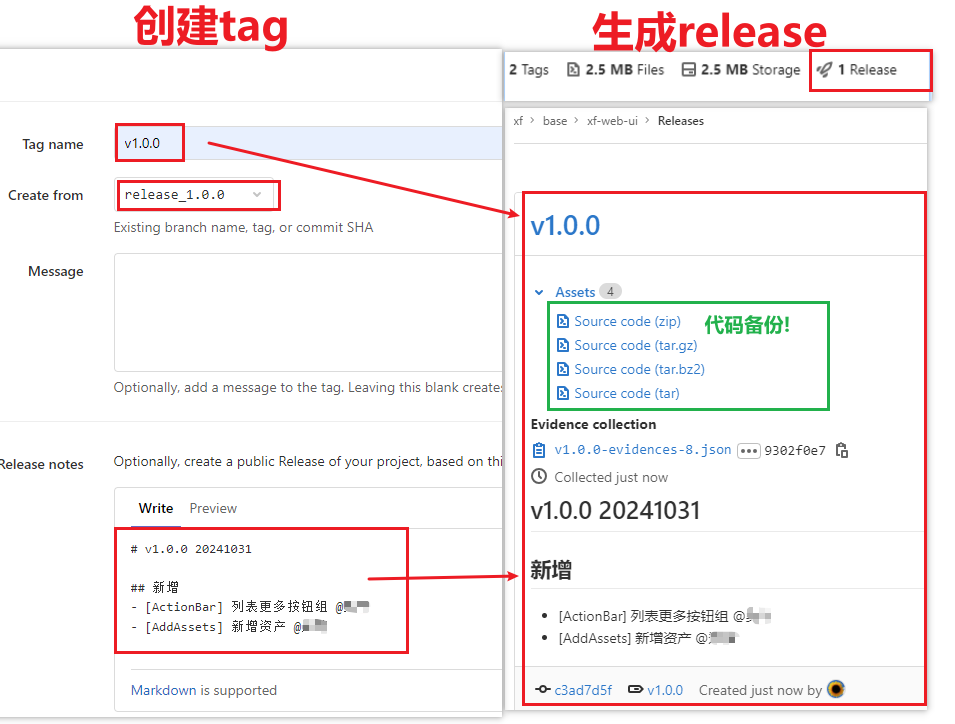 创建tag
Tag name
v1.0.0
Create from
release_1.0.0
Existing branch name, tag, or commit SHA
Message
Optionally, add a message to the tag. Leaving this blank creates
Release notes
Optionally, create a public Release of your project, based on thi
Write Preview
# v1.0.0 20241031
## 新增
- [ActionBar] 列表更多按钮组 @
- [AddAssets] 新增资产 @
Markdown is supported
生成release
2 Tags 2.5 MB Files 2.5 MB Storage 1 Release
xf > base > xf-web-ui > Releases
v1.0.0
Assets 4
Source code (zip)
代码备份!
Source code (tar.gz)
Source code (tar.bz2)
Source code (tar)
Evidence collection
v1.0.0-evidences-8.json ••• 9302f0e7
Collected just now
v1.0.0 20241031
新增
• [ActionBar] 列表更多按钮组 @
• [AddAssets] 新增资产 @
c3ad7d5f v1.0.0 Created just now by